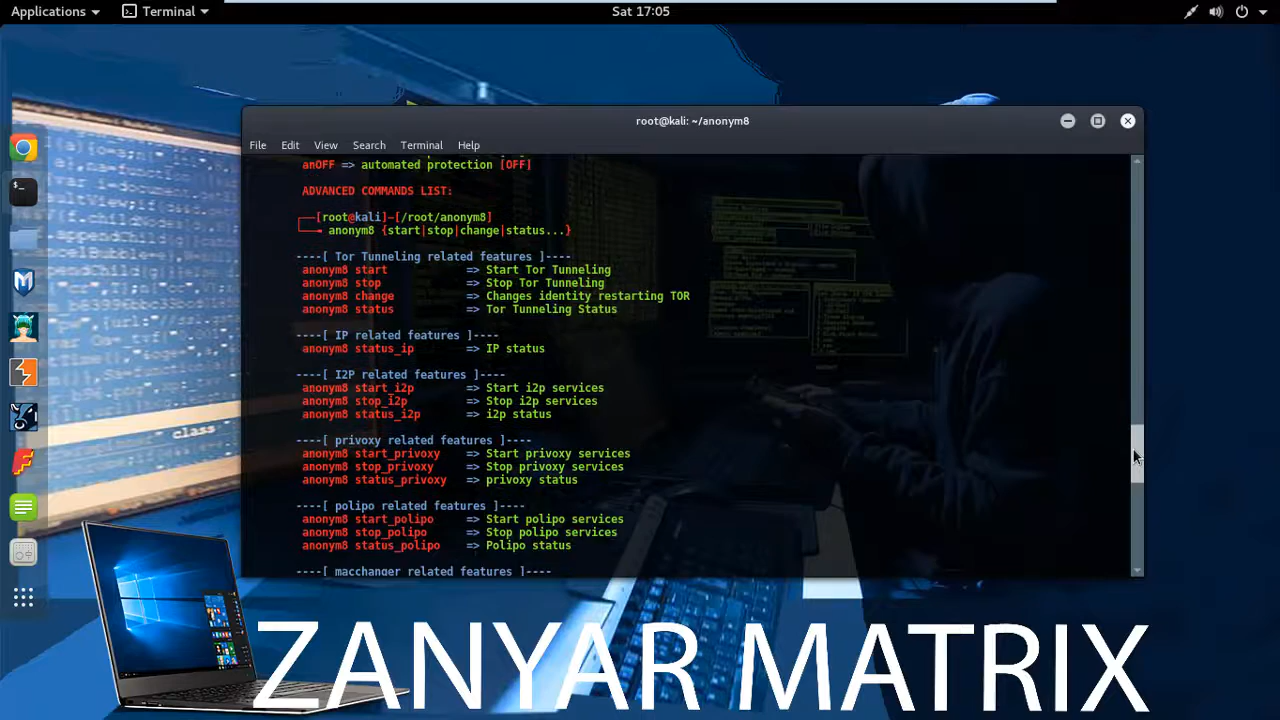 Applications
Terminal
Sat 17:05
root@kali: ~/anonym8
File Edit View Search Terminal Help
anOFF => automated protection [OFF]
ADVANCED COMMANDS LIST:
[root@kali]-[/root/anonym8]
anonym8 {start|stop|change|status...}
----[ Tor Tunneling related features ]----
anonym8 start => Start Tor Tunneling
anonym8 stop => Stop Tor Tunneling
anonym8 change => Changes identity restarting TOR
anonym8 status => Tor Tunneling Status
----[ IP related features ]----
anonym8 status_ip => IP status
----[ I2P related features ]----
anonym8 start_i2p => Start i2p services
anonym8 stop_i2p => Stop i2p services
anonym8 status_i2p => i2p status
----[ privoxy related features ]----
anonym8 start_privoxy => Start privoxy services
anonym8 stop_privoxy => Stop privoxy services
anonym8 status_privoxy => privoxy status
----[ polipo related features ]----
anonym8 start_polipo => Start polipo services
anonym8 stop_polipo => Stop polipo services
anonym8 status_polipo => Polipo status
----[ macchanger related features ]----
class
ZANYAR MATRIX